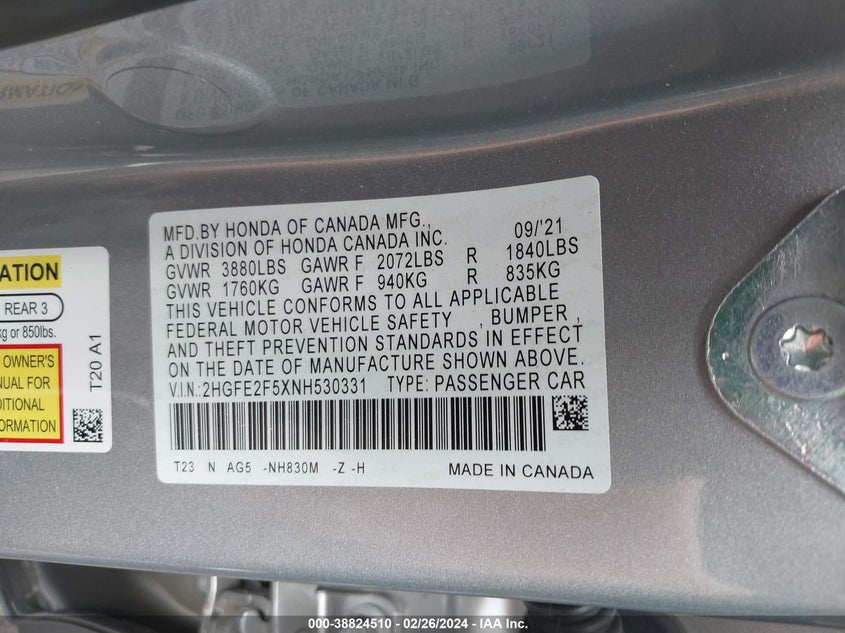 MFD.BY HONDA OF CANADA MFG.,
A DIVISION OF HONDA CANADA INC. 09/'21
GVWR 3880LBS GAWR F 2072LBS R 1840LBS
GVWR 1760KG GAWR F 940KG R 835KG
THIS VEHICLE CONFORMS TO ALL APPLICABLE
FEDERAL MOTOR VEHICLE SAFETY , BUMPER ,
AND THEFT PREVENTION STANDARDS IN EFFECT
ON THE DATE OF MANUFACTURE SHOWN ABOVE.
V.I.N.:2HGFE2F5XNH530331 TYPE: PASSENGER CAR
T23 N AG5 -NH830M -Z -H MADE IN CANADA
ATION
REAR 3
kg or 850lbs.
OWNER'S
NUAL FOR
DITIONAL
ORMATION
T20 A1
000-38824510 - 02/26/2024 - IAA Inc.